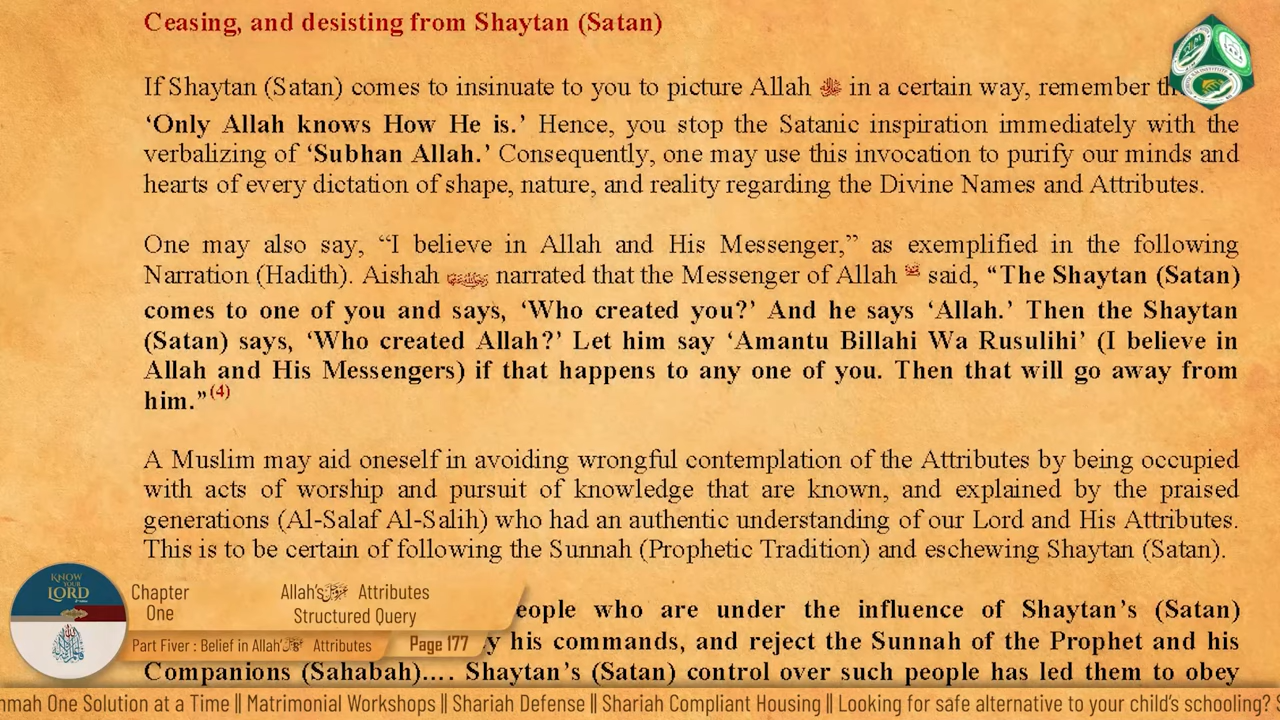 Ceasing, and desisting from Shaytan (Satan)
If Shaytan (Satan) comes to insinuate to you to picture Allah ﷻ in a certain way, remember
‘Only Allah knows How He is.’ Hence, you stop the Satanic inspiration immediately with the
verbalizing of ‘Subhan Allah.’ Consequently, one may use this invocation to purify our minds and
hearts of every dictation of shape, nature, and reality regarding the Divine Names and Attributes.
One may also say, “I believe in Allah and His Messenger,” as exemplified in the following
Narration (Hadith). Aishah narrated that the Messenger of Allah ﷺ said, “The Shaytan (Satan)
comes to one of you and says, ‘Who created you?’ And he says ‘Allah.’ Then the Shaytan
(Satan) says, ‘Who created Allah?’ Let him say ‘Amantu Billahi Wa Rusulihi’ (I believe in
Allah and His Messengers) if that happens to any one of you. Then that will go away from
him.”(4)
A Muslim may aid oneself in avoiding wrongful contemplation of the Attributes by being occupied
with acts of worship and pursuit of knowledge that are known, and explained by the praised
generations (Al-Salaf Al-Salih) who had an authentic understanding of our Lord and His Attributes.
This is to be certain of following the Sunnah (Prophetic Tradition) and eschewing Shaytan (Satan).
who are under the influence of Shaytan’s (Satan)
his commands, and reject the Sunnah of the Prophet and his
Companions (Sahabah).... Shaytan’s (Satan) control over such people has led them to obey
KNOW YOUR LORD
Chapter One
Allah’s Attributes
Structured Query
Part Fiver : Belief in Allah’ Attributes
Page 177
One Solution at a Time || Matrimonial Workshops || Shariah Defense || Shariah Compliant Housing || Looking for safe alternative to your child’s schooling?